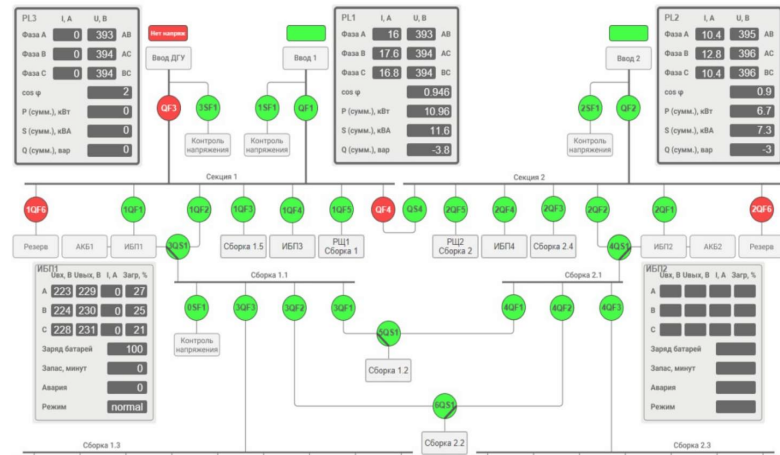 PL3 I, A U, B
Фаза A 0 393 AB
Фаза B 0 394 AC
Фаза C 0 394 BC
cos φ 2
P (сумм.), кВт 0
S (сумм.), кВА 0
Q (сумм.), вар 0
Нет напряж
Ввод ДГУ
Ввод 1
PL1 I, A U, B
Фаза A 16 393 AB
Фаза B 17.6 394 AC
Фаза C 16.8 394 BC
cos φ 0.946
P (сумм.), кВт 10.96
S (сумм.), кВА 11.6
Q (сумм.), вар -3.8
Ввод 2
PL2 I, A U, B
Фаза A 10.4 395 AB
Фаза B 12.8 396 AC
Фаза C 10.4 396 BC
cos φ 0.9
P (сумм.), кВт 6.7
S (сумм.), кВА 7.3
Q (сумм.), вар -3
QF3 3SF1 1SF1 QF1 2SF1 QF2
Контроль напряжения
Контроль напряжения
Контроль напряжения
Секция 1 Секция 2
1QF6 1QF1 1QF2 1QF3 1QF4 1QF5 QF4 QS4 2QF5 2QF4 2QF3 2QF2 2QF1 2QF6
Резерв АКБ1 ИБП1 3QS1 Сборка 1.5 ИБП3 РЩ1 Сборка 1 РЩ2 Сборка 2 ИБП4 Сборка 2.4 4QS1 ИБП2 АКБ2 Резерв
ИБП1
Uвх, B Uвых, B I, A Загр, %
A 223 229 0 27
B 224 230 0 25
C 228 231 0 21
Заряд батарей 100
Запас, минут 0
Авария 0
Режим normal
Сборка 1.1 Сборка 2.1
0SF1 3QF3 3QF2 3QF1 4QF1 4QF2 4QF3
Контроль напряжения
5QS1
Сборка 1.2
6QS1
Сборка 2.2
ИБП2
Uвх, B Uвых, B I, A Загр, %
A
B
C
Заряд батарей
Запас, минут
Авария
Режим
Сборка 1.3 Сборка 2.3